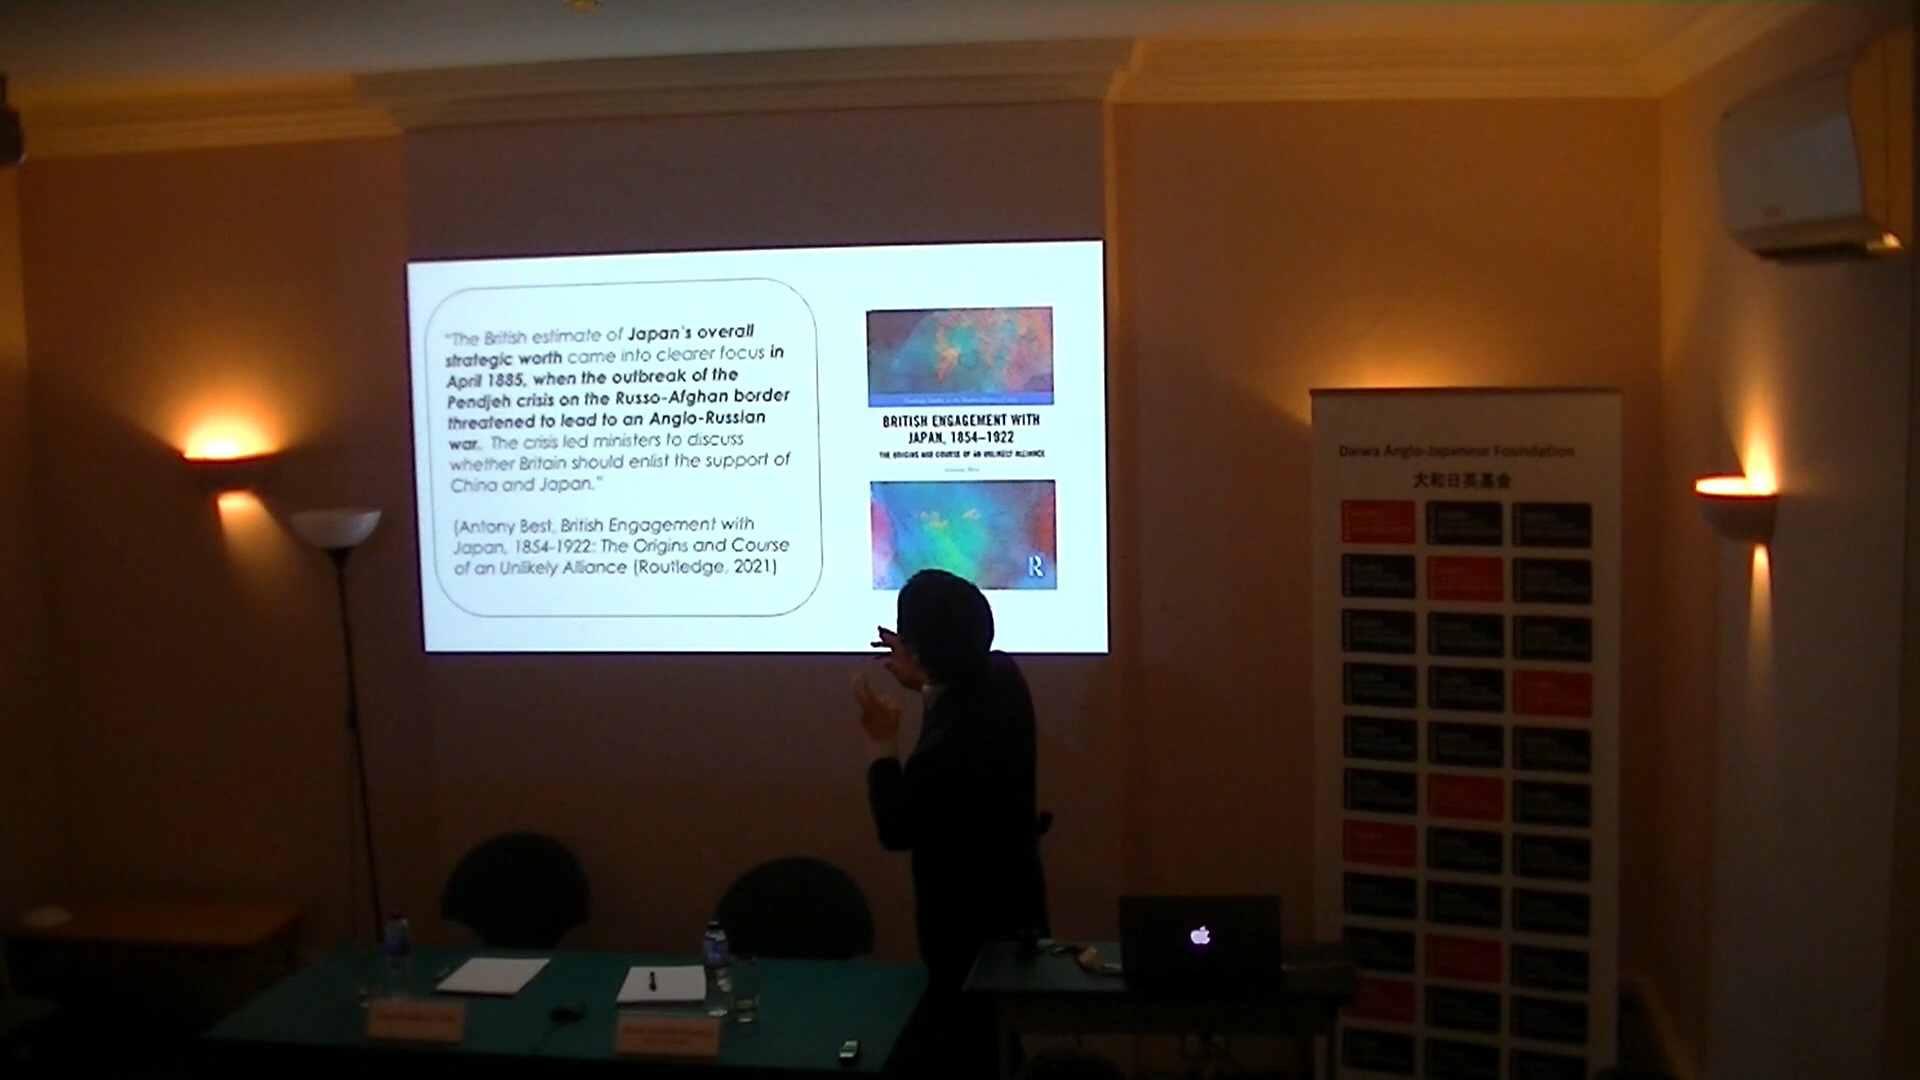 "The British estimate of Japan's overall
strategic worth came into clearer focus in
April 1885, when the outbreak of the
Pendjeh crisis on the Russo-Afghan border
threatened to lead to an Anglo-Russian
war. The crisis led ministers to discuss
whether Britain should enlist the support of
China and Japan."
(Antony Best, British Engagement with
Japan, 1854-1922: The Origins and Course
of an Unlikely Alliance (Routledge, 2021)
BRITISH ENGAGEMENT WITH
JAPAN, 1854–1922
THE ORIGINS AND COURSE OF AN UNLIKELY ALLIANCE
R
Daiwa Anglo-Japanese Foundation
大和日英基金